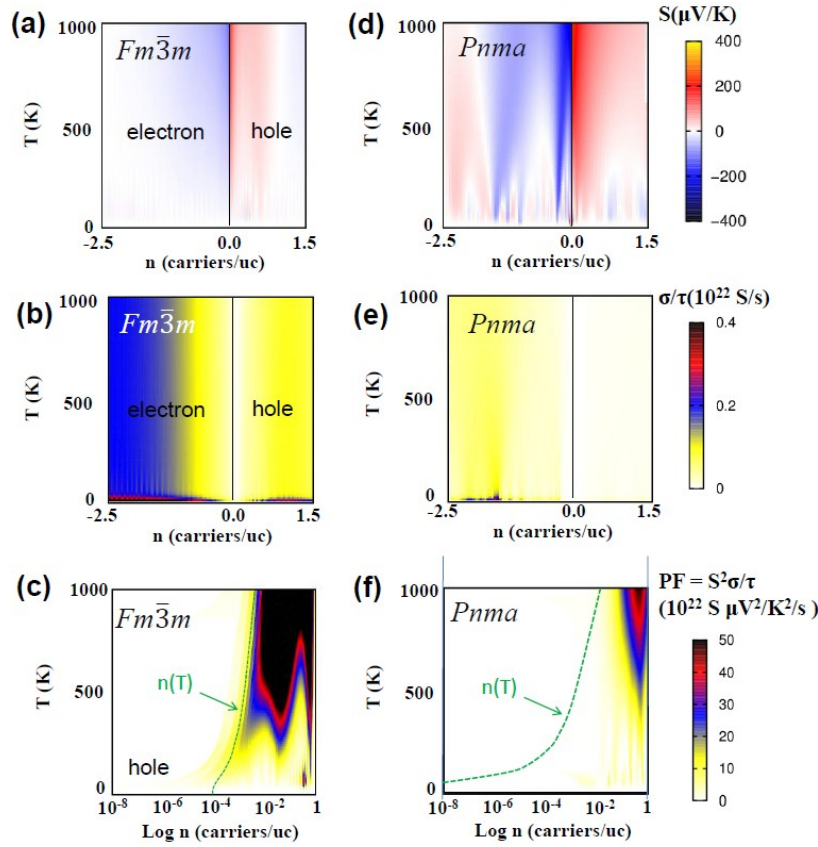 (a)
1000
Fm3̅m
T (K)
500
electron
hole
0
-2.5
0.0
1.5
n (carriers/uc)
(d)
1000
Pnma
T (K)
500
0
-2.5
0.0
1.5
n (carriers/uc)
S(µV/K)
400
200
0
−200
−400
(b)
1000
Fm3̅m
T (K)
500
electron
hole
0
-2.5
0.0
1.5
n (carriers/uc)
(e)
1000
Pnma
T (K)
500
0
-2.5
0.0
1.5
n (carriers/uc)
σ/τ(10²² S/s)
0.4
0.2
0
(c)
1000
Fm3̅m
T (K)
n(T)
500
hole
0
10⁻⁸
10⁻⁶
10⁻⁴
10⁻²
1
Log n (carriers/uc)
(f)
1000
Pnma
T (K)
n(T)
500
0
10⁻⁸
10⁻⁶
10⁻⁴
10⁻²
1
Log n (carriers/uc)
PF = S²σ/τ
(10²² S µV²/K²/s )
50
40
30
20
10
0